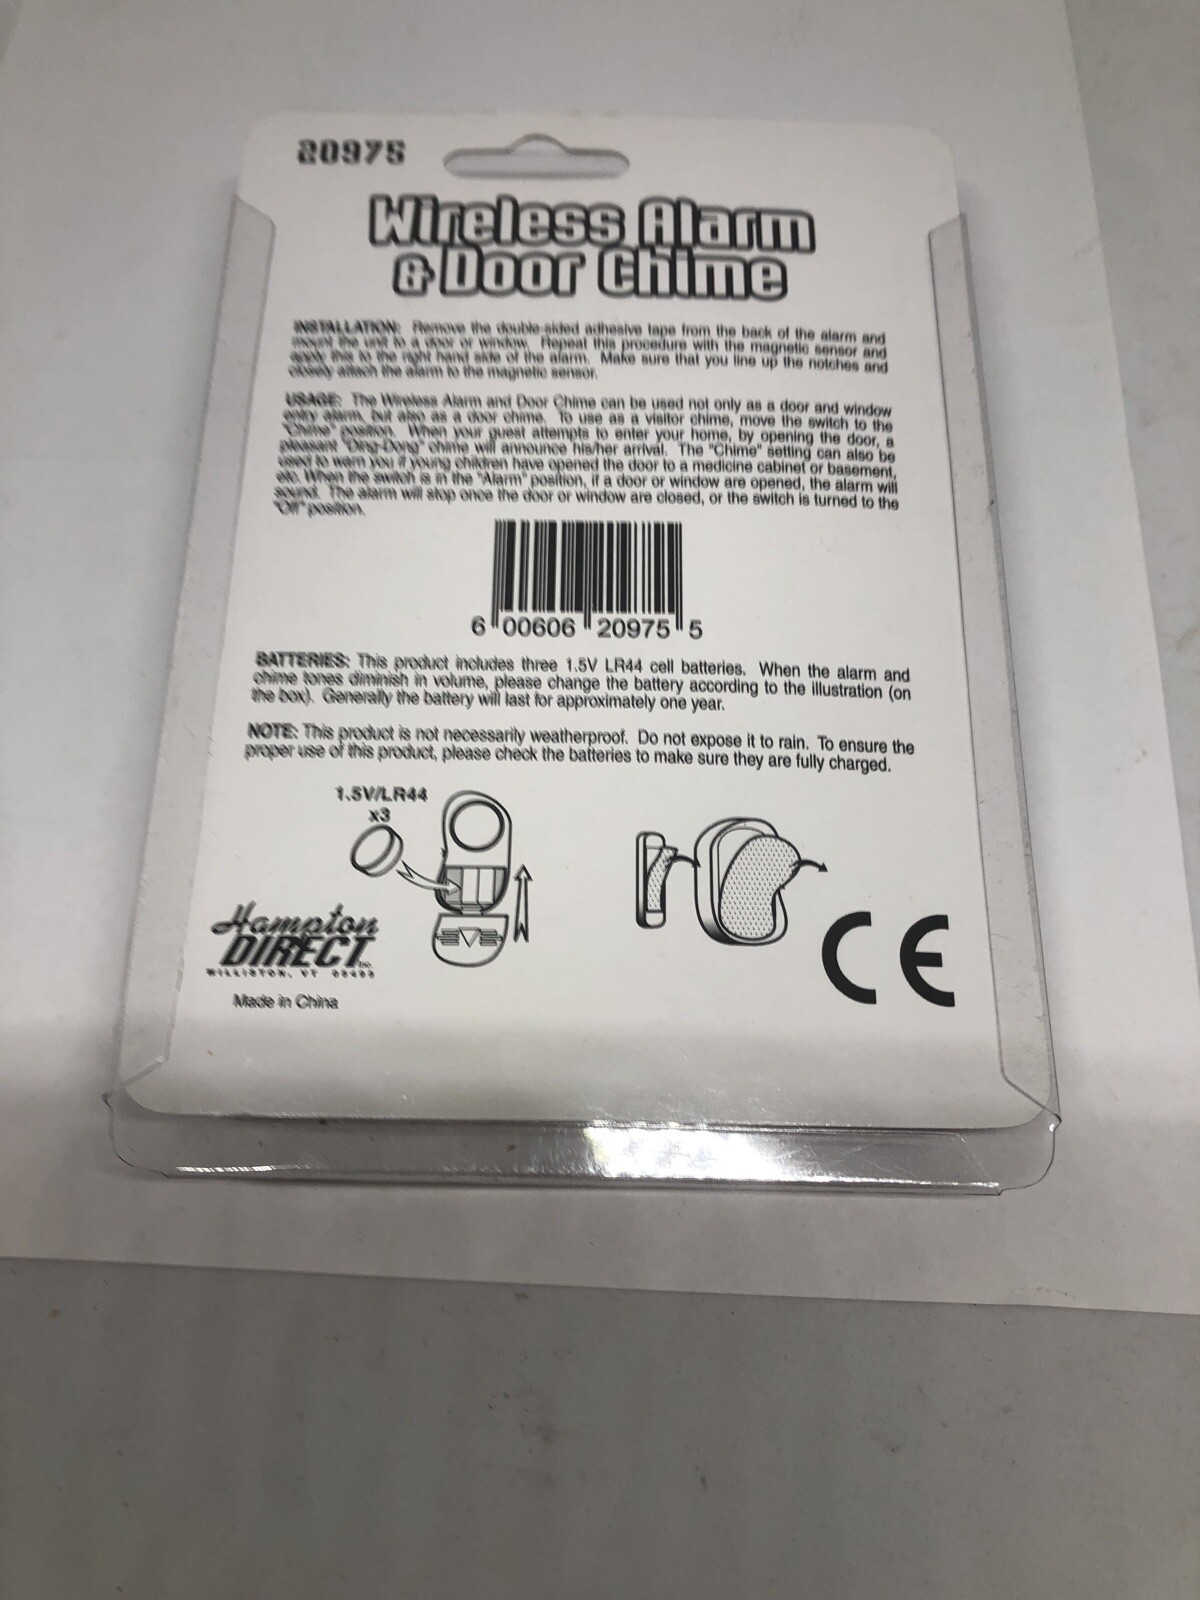 20975
Wireless Alarm
& Door Chime
INSTALLATION: Remove the double-sided adhesive tape from the back of the alarm and
mount the unit to a door or window. Repeat this procedure with the magnetic sensor and
apply this to the right hand side of the alarm. Make sure that you line up the notches and
closely attach the alarm to the magnetic sensor.
USAGE: The Wireless Alarm and Door Chime can be used not only as a door and window
entry alarm, but also as a door chime. To use as a visitor chime, move the switch to the
"Chime" position. When your guest attempts to enter your home, by opening the door, a
pleasant "Ding-Dong" chime will announce his/her arrival. The "Chime" setting can also be
used to warn you if young children have opened the door to a medicine cabinet or basement,
etc. When the switch is in the "Alarm" position, if a door or window are opened, the alarm will
sound. The alarm will stop once the door or window are closed, or the switch is turned to the
"Off" position.
6 00606 20975 5
BATTERIES: This product includes three 1.5V LR44 cell batteries. When the alarm and
chime tones diminish in volume, please change the battery according to the illustration (on
the box). Generally the battery will last for approximately one year.
NOTE: This product is not necessarily weatherproof. Do not expose it to rain. To ensure the
proper use of this product, please check the batteries to make sure they are fully charged.
1.5V/LR44
x3
Hampton
DIRECT INC.
WILLISTON, VT 05495
Made in China
CE